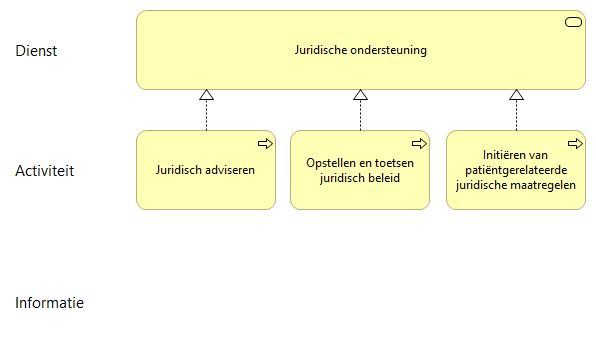 Dienst
Juridische ondersteuning
Activiteit
Juridisch adviseren
Opstellen en toetsen
juridisch beleid
Initiëren van
patiëntgerelateerde
juridische maatregelen
Informatie